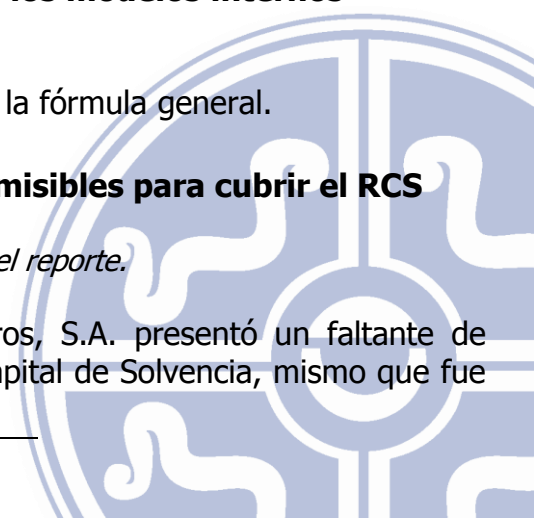 los modelos internos
la fórmula general.
misibles para cubrir el RCS
el reporte.
ros, S.A. presentó un faltante de
apital de Solvencia, mismo que fue